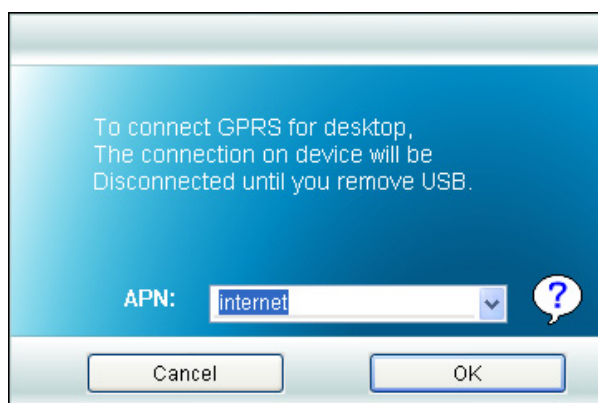 To connect GPRS for desktop,
The connection on device will be
Disconnected until you remove USB.
APN: internet ?
Cancel OK